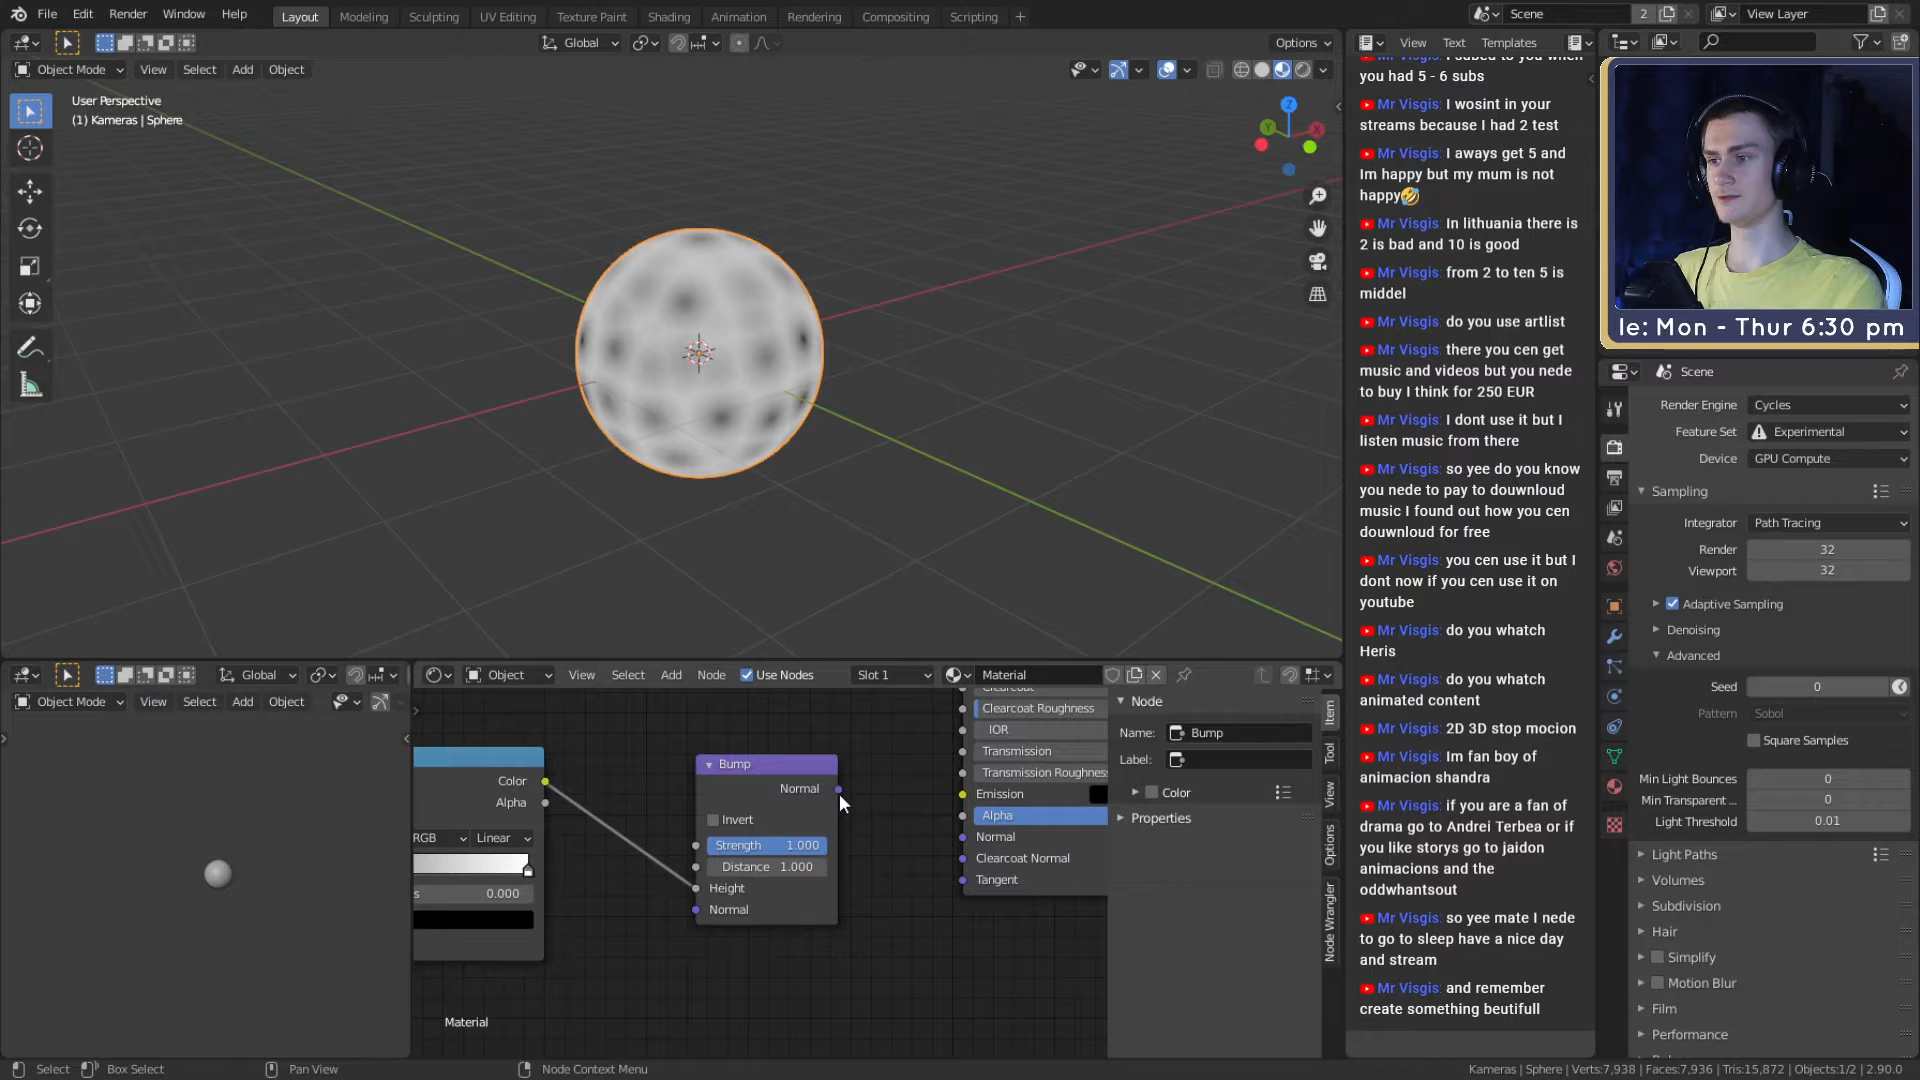 File Edit Render Window Help Layout Modeling Sculpting UV Editing Texture Paint Shading Animation Rendering Compositing Scripting + Scene 2 View Layer
Global Options View Text Templates
Object Mode View Select Add Object
User Perspective
(1) Kameras | Sphere
Z
Y
X
you had 5 - 6 subs
Mr Visgis: I wosint in your
streams because I had 2 test
Mr Visgis: I aways get 5 and
Im happy but my mum is not
happy🤣
Mr Visgis: In lithuania there is
2 is bad and 10 is good
Mr Visgis: from 2 to ten 5 is
middel
Mr Visgis: do you use artlist
Mr Visgis: there you cen get
music and videos but you nede
to buy I think for 250 EUR
Mr Visgis: I dont use it but I
listen music from there
Mr Visgis: so yee do you know
you nede to pay to douwnloud
music I found out how you cen
douwnloud for free
Mr Visgis: you cen use it but I
dont now if you cen use it on
youtube
Mr Visgis: do you whatch
Heris
Mr Visgis: do you whatch
animated content
Mr Visgis: 2D 3D stop mocion
Mr Visgis: Im fan boy of
animacion shandra
Mr Visgis: if you are a fan of
drama go to Andrei Terbea or if
you like storys go to jaidon
animacions and the
oddwhantsout
Mr Visgis: so yee mate I nede
to go to sleep have a nice day
and stream
Mr Visgis: and remember
create something beutifull
le: Mon - Thur 6:30 pm
Scene
Render Engine Cycles
Feature Set Experimental
Device GPU Compute
Sampling
Integrator Path Tracing
Render 32
Viewport 32
Adaptive Sampling
Denoising
Advanced
Seed 0
Pattern Sobol
Square Samples
Min Light Bounces 0
Min Transparent ... 0
Light Threshold 0.01
Light Paths
Volumes
Subdivision
Hair
Simplify
Motion Blur
Film
Performance
Global
Object Mode View Select Add Object
Object View Select Add Node Use Nodes Slot 1 Material
Color
Alpha
RGB Linear
s 0.000
Bump
Normal
Invert
Strength 1.000
Distance 1.000
Height
Normal
Clearcoat
Clearcoat Roughness
IOR
Transmission
Transmission Roughness
Emission
Alpha
Normal
Clearcoat Normal
Tangent
Node
Name: Bump
Label:
Color
Properties
Item
Tool
View
Options
Node Wrangler
Material
Select Box Select Pan View Node Context Menu Kameras | Sphere | Verts:7,938 | Faces:7,936 | Tris:15,872 | Objects:1/2 | 2.90.0